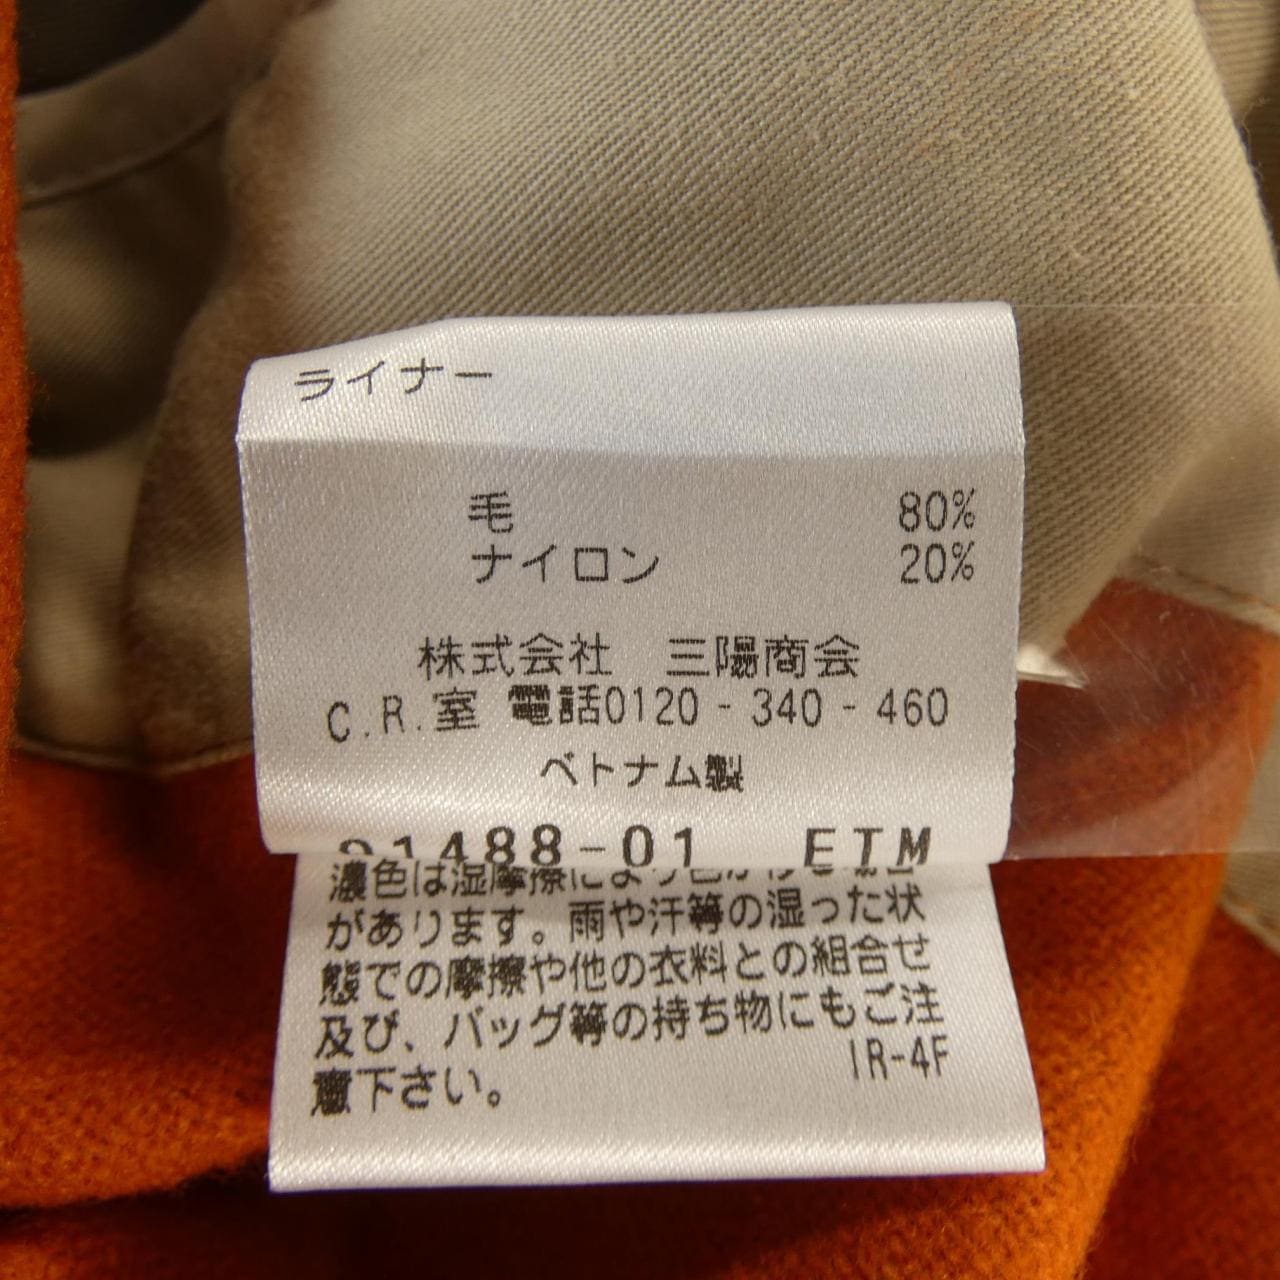 ライナー
毛 80%
ナイロン 20%
株式会社 三陽商会
C.R.室 電話0120-340-460
ベトナム製
1488-01 ETM
濃色は湿摩擦により色が
があります。雨や汗等の湿った状
態での摩擦や他の衣料との組合せ
及び、バッグ等の持ち物にもご注
意下さい。
IR-4F